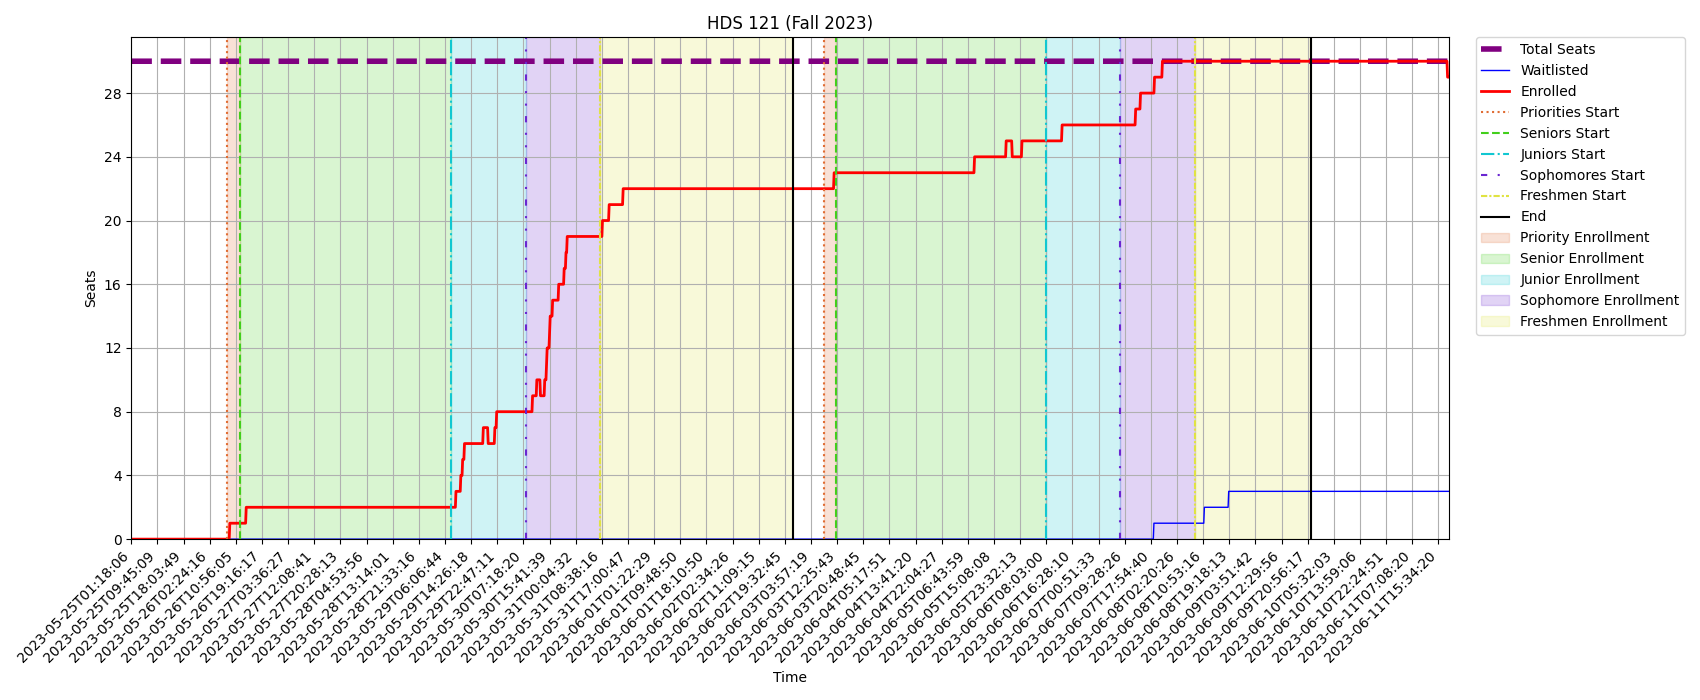 HDS 121 (Fall 2023)
Seats
28
24
20
16
12
8
4
0
2023-05-25T01:18:06
2023-05-25T09:45:09
2023-05-25T18:03:49
2023-05-26T02:24:16
2023-05-26T10:56:05
2023-05-26T19:16:17
2023-05-27T03:36:27
2023-05-27T12:08:41
2023-05-27T20:28:13
2023-05-28T04:53:56
2023-05-28T13:14:01
2023-05-28T21:33:16
2023-05-29T06:06:44
2023-05-29T14:26:18
2023-05-29T22:47:11
2023-05-30T07:18:20
2023-05-30T15:41:39
2023-05-31T00:04:32
2023-05-31T08:38:16
2023-05-31T17:00:47
2023-06-01T01:22:29
2023-06-01T09:48:50
2023-06-01T18:10:50
2023-06-02T02:34:26
2023-06-02T11:09:15
2023-06-02T19:32:45
2023-06-03T03:57:19
2023-06-03T12:25:43
2023-06-03T20:48:45
2023-06-04T05:17:51
2023-06-04T13:41:20
2023-06-04T22:04:27
2023-06-05T06:43:59
2023-06-05T15:08:08
2023-06-05T23:32:13
2023-06-06T08:03:00
2023-06-06T16:28:10
2023-06-07T00:51:33
2023-06-07T09:28:26
2023-06-07T17:54:40
2023-06-08T02:20:26
2023-06-08T10:53:16
2023-06-08T19:18:13
2023-06-09T03:51:42
2023-06-09T12:29:56
2023-06-09T20:56:17
2023-06-10T05:32:03
2023-06-10T13:59:06
2023-06-10T22:24:51
2023-06-11T07:08:20
2023-06-11T15:34:20
Time
Total Seats
Waitlisted
Enrolled
Priorities Start
Seniors Start
Juniors Start
Sophomores Start
Freshmen Start
End
Priority Enrollment
Senior Enrollment
Junior Enrollment
Sophomore Enrollment
Freshmen Enrollment